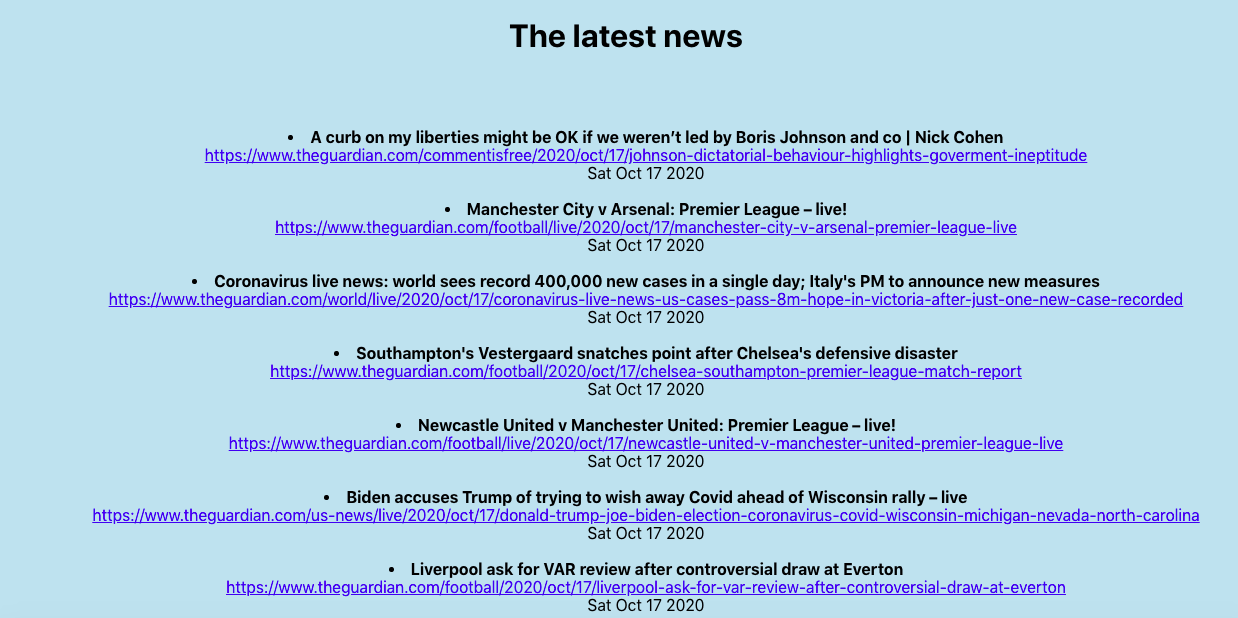 The latest news
• A curb on my liberties might be OK if we weren’t led by Boris Johnson and co | Nick Cohen
https://www.theguardian.com/commentisfree/2020/oct/17/johnson-dictatorial-behaviour-highlights-goverment-ineptitude
Sat Oct 17 2020
• Manchester City v Arsenal: Premier League – live!
https://www.theguardian.com/football/live/2020/oct/17/manchester-city-v-arsenal-premier-league-live
Sat Oct 17 2020
• Coronavirus live news: world sees record 400,000 new cases in a single day; Italy's PM to announce new measures
https://www.theguardian.com/world/live/2020/oct/17/coronavirus-live-news-us-cases-pass-8m-hope-in-victoria-after-just-one-new-case-recorded
Sat Oct 17 2020
• Southampton's Vestergaard snatches point after Chelsea's defensive disaster
https://www.theguardian.com/football/2020/oct/17/chelsea-southampton-premier-league-match-report
Sat Oct 17 2020
• Newcastle United v Manchester United: Premier League – live!
https://www.theguardian.com/football/live/2020/oct/17/newcastle-united-v-manchester-united-premier-league-live
Sat Oct 17 2020
• Biden accuses Trump of trying to wish away Covid ahead of Wisconsin rally – live
https://www.theguardian.com/us-news/live/2020/oct/17/donald-trump-joe-biden-election-coronavirus-covid-wisconsin-michigan-nevada-north-carolina
Sat Oct 17 2020
• Liverpool ask for VAR review after controversial draw at Everton
https://www.theguardian.com/football/2020/oct/17/liverpool-ask-for-var-review-after-controversial-draw-at-everton
Sat Oct 17 2020